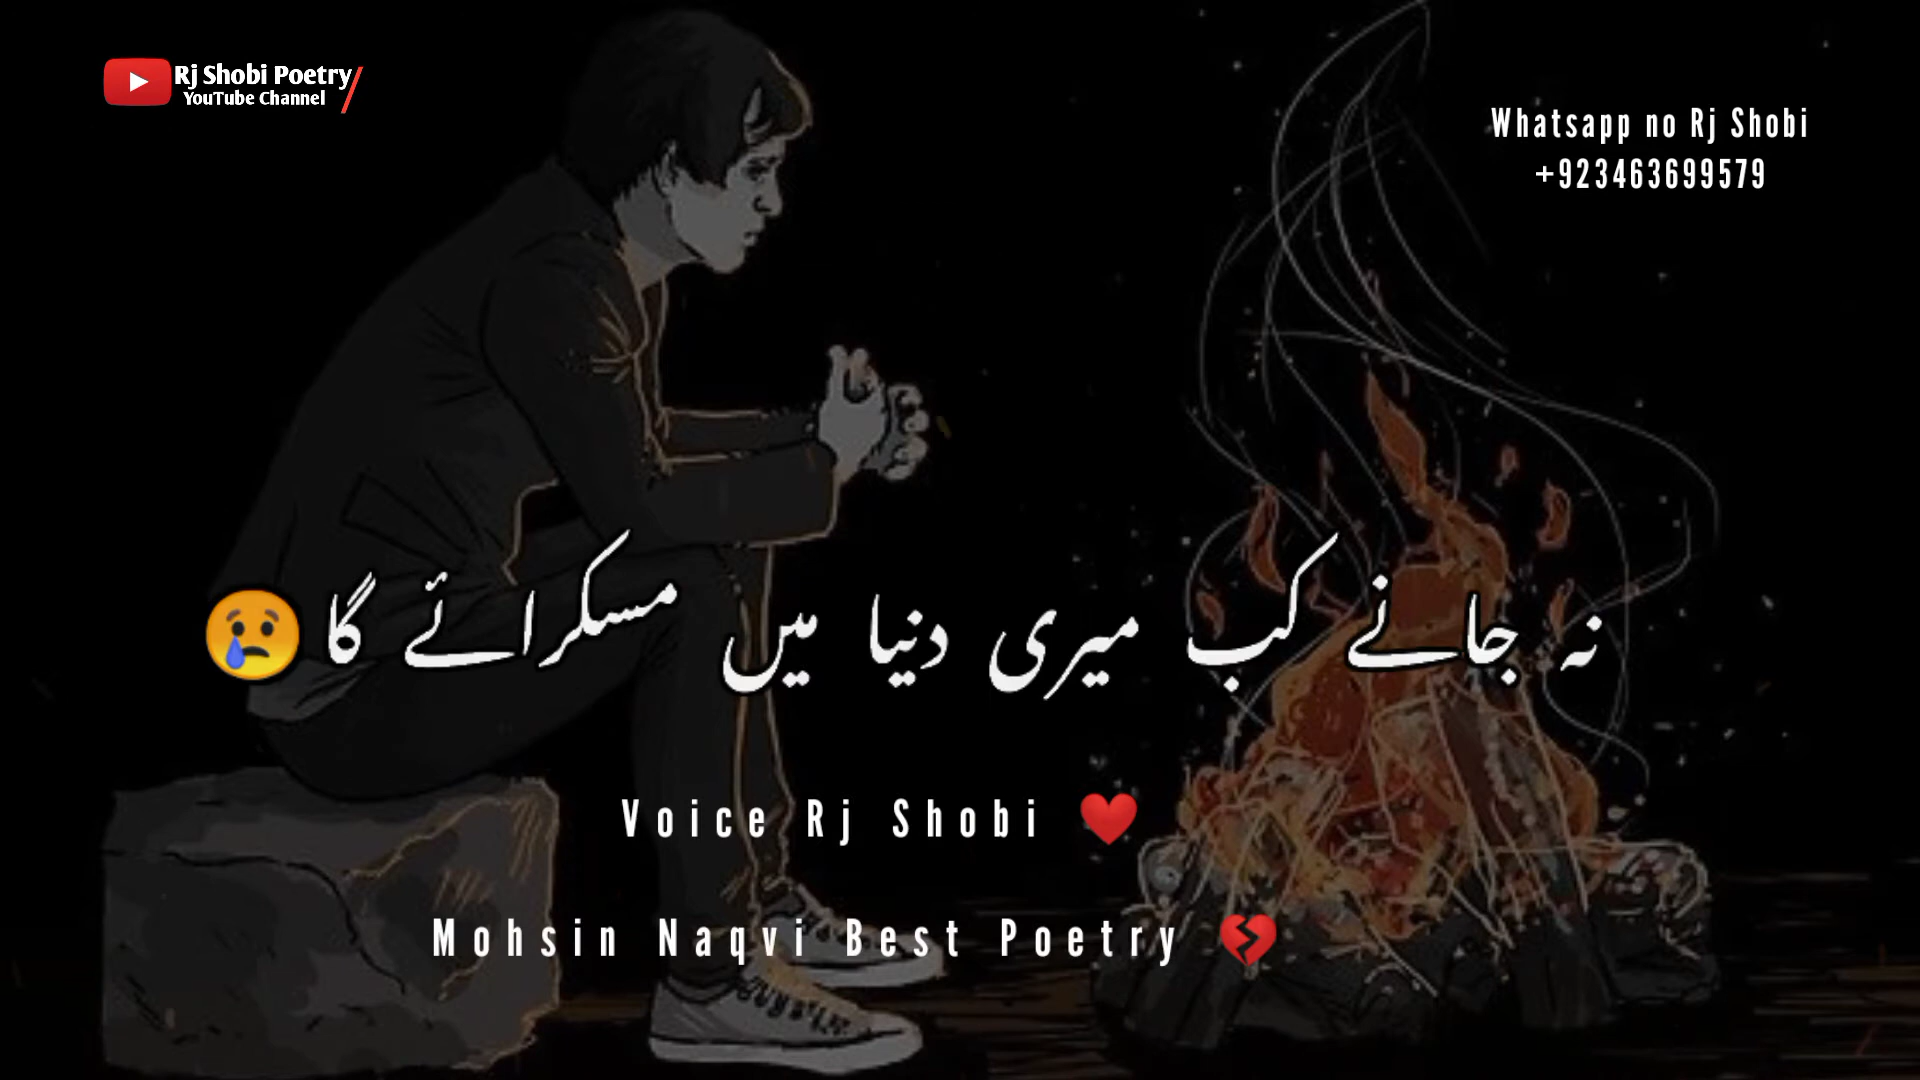 Rj Shobi Poetry
YouTube Channel
Whatsapp no Rj Shobi
+923463699579
نہ جانے کب میری دنیا میں مسکرائے گا 😢
Voice Rj Shobi ❤️
Mohsin Naqvi Best Poetry 💔